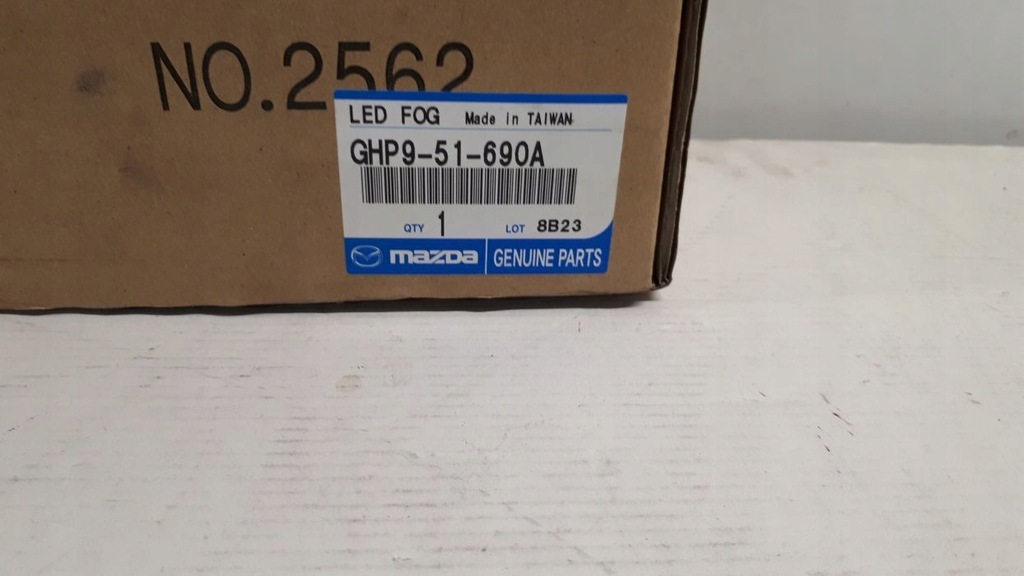 NO.2562
LED FOG Made in TAIWAN
GHP9-51-690A
QTY 1 LOT 8B23
mazda GENUINE PARTS